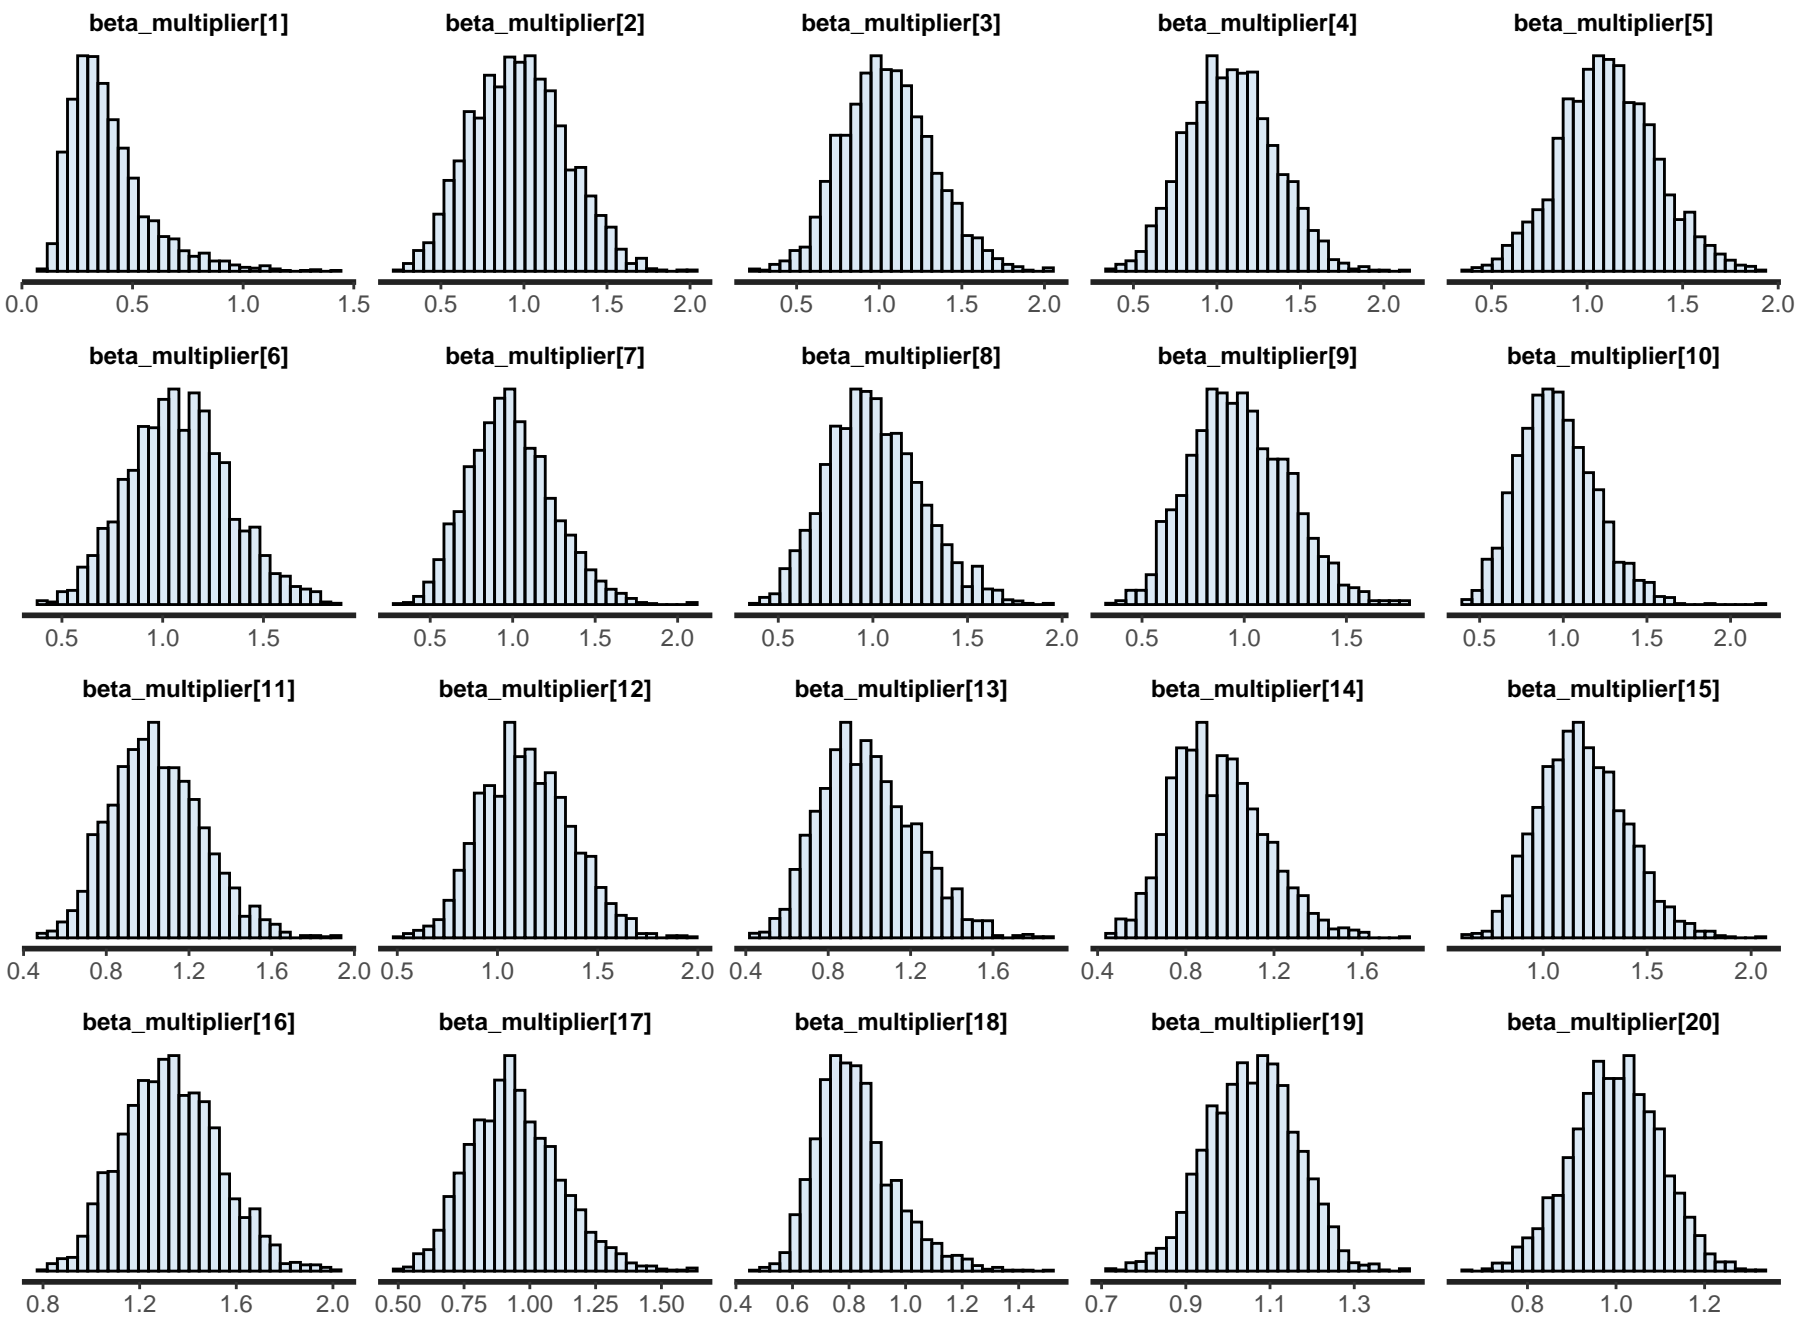 beta_multiplier[1] beta_multiplier[2] beta_multiplier[3] beta_multiplier[4] beta_multiplier[5]
0.0 0.5 1.0 1.5 0.5 1.0 1.5 2.0 0.5 1.0 1.5 2.0 0.5 1.0 1.5 2.0 0.5 1.0 1.5 2.0
beta_multiplier[6] beta_multiplier[7] beta_multiplier[8] beta_multiplier[9] beta_multiplier[10]
0.5 1.0 1.5 0.5 1.0 1.5 2.0 0.5 1.0 1.5 2.0 0.5 1.0 1.5 0.5 1.0 1.5 2.0
beta_multiplier[11] beta_multiplier[12] beta_multiplier[13] beta_multiplier[14] beta_multiplier[15]
0.4 0.8 1.2 1.6 2.0 0.5 1.0 1.5 2.0 0.4 0.8 1.2 1.6 0.4 0.8 1.2 1.6 1.0 1.5 2.0
beta_multiplier[16] beta_multiplier[17] beta_multiplier[18] beta_multiplier[19] beta_multiplier[20]
0.8 1.2 1.6 2.0 0.50 0.75 1.00 1.25 1.50 0.4 0.6 0.8 1.0 1.2 1.4 0.7 0.9 1.1 1.3 0.8 1.0 1.2